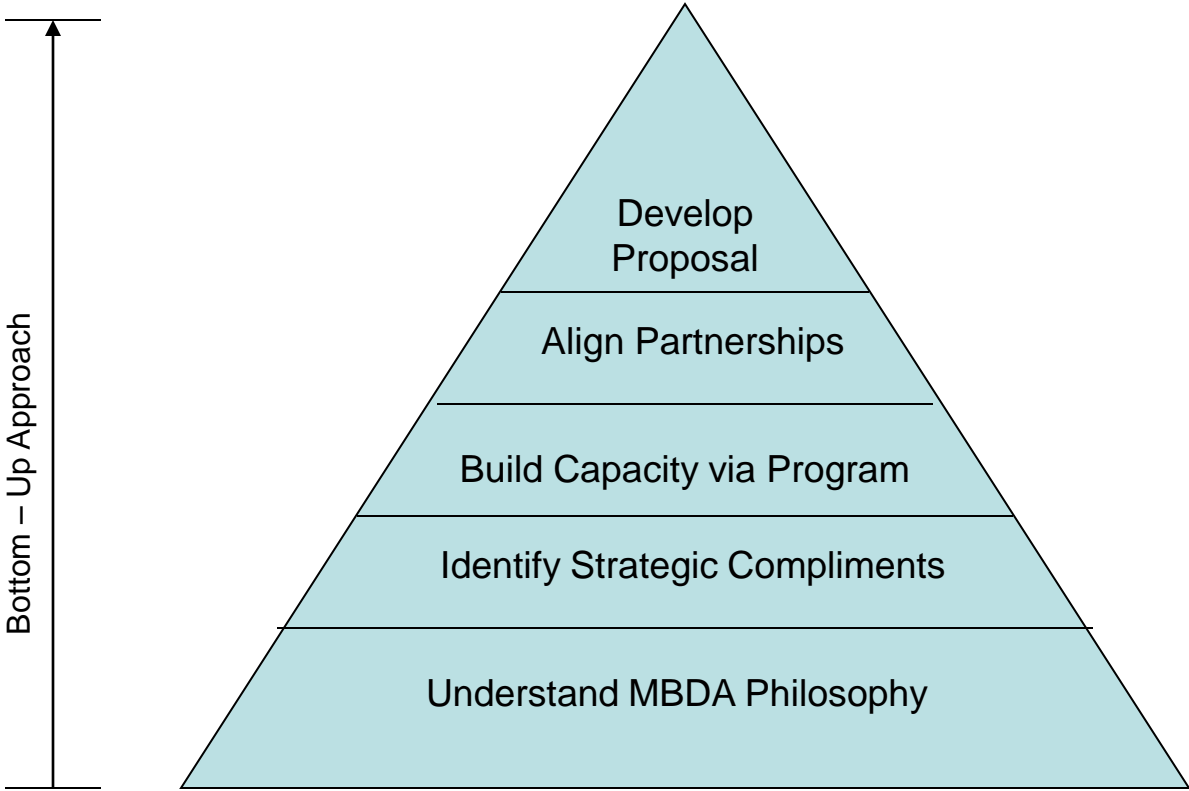 Develop
Proposal
Align Partnerships
Build Capacity via Program
Identify Strategic Compliments
Understand MBDA Philosophy
Bottom – Up Approach